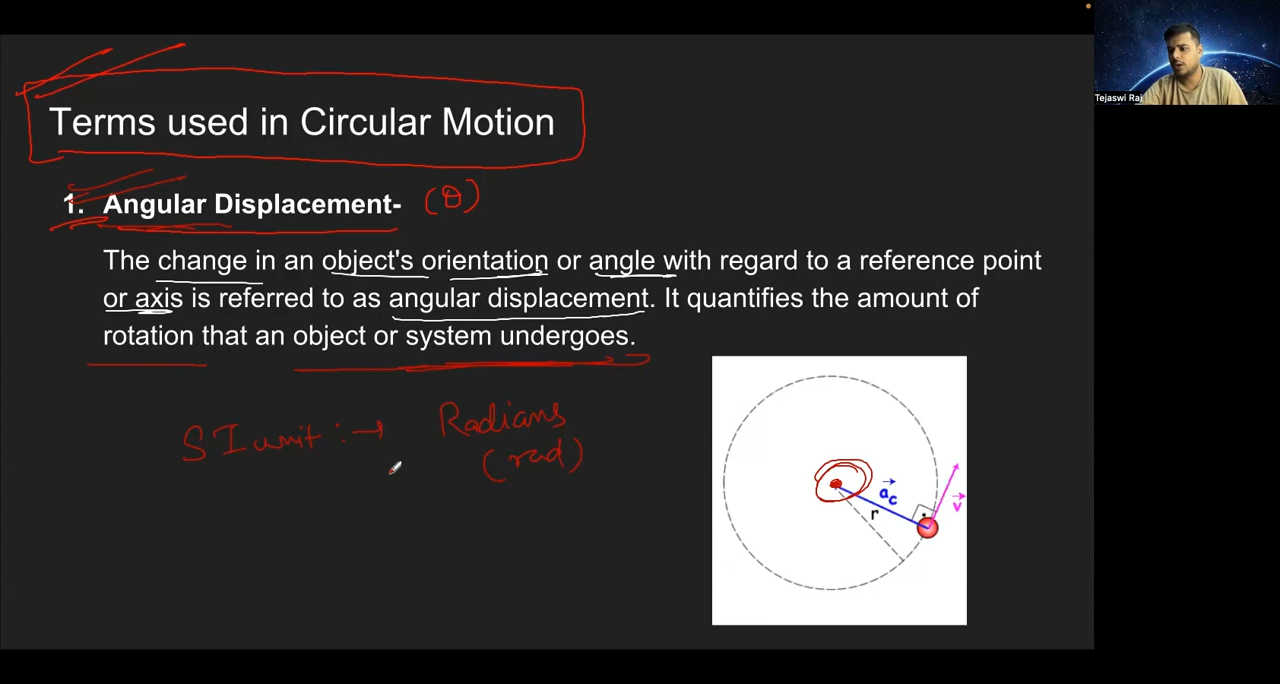 Tejaswi Raj
Terms used in Circular Motion
1. Angular Displacement- (θ)
The change in an object's orientation or angle with regard to a reference point
or axis is referred to as angular displacement. It quantifies the amount of
rotation that an object or system undergoes.
SI unit :→ Radians
(rad)
a⃗c
r
v⃗